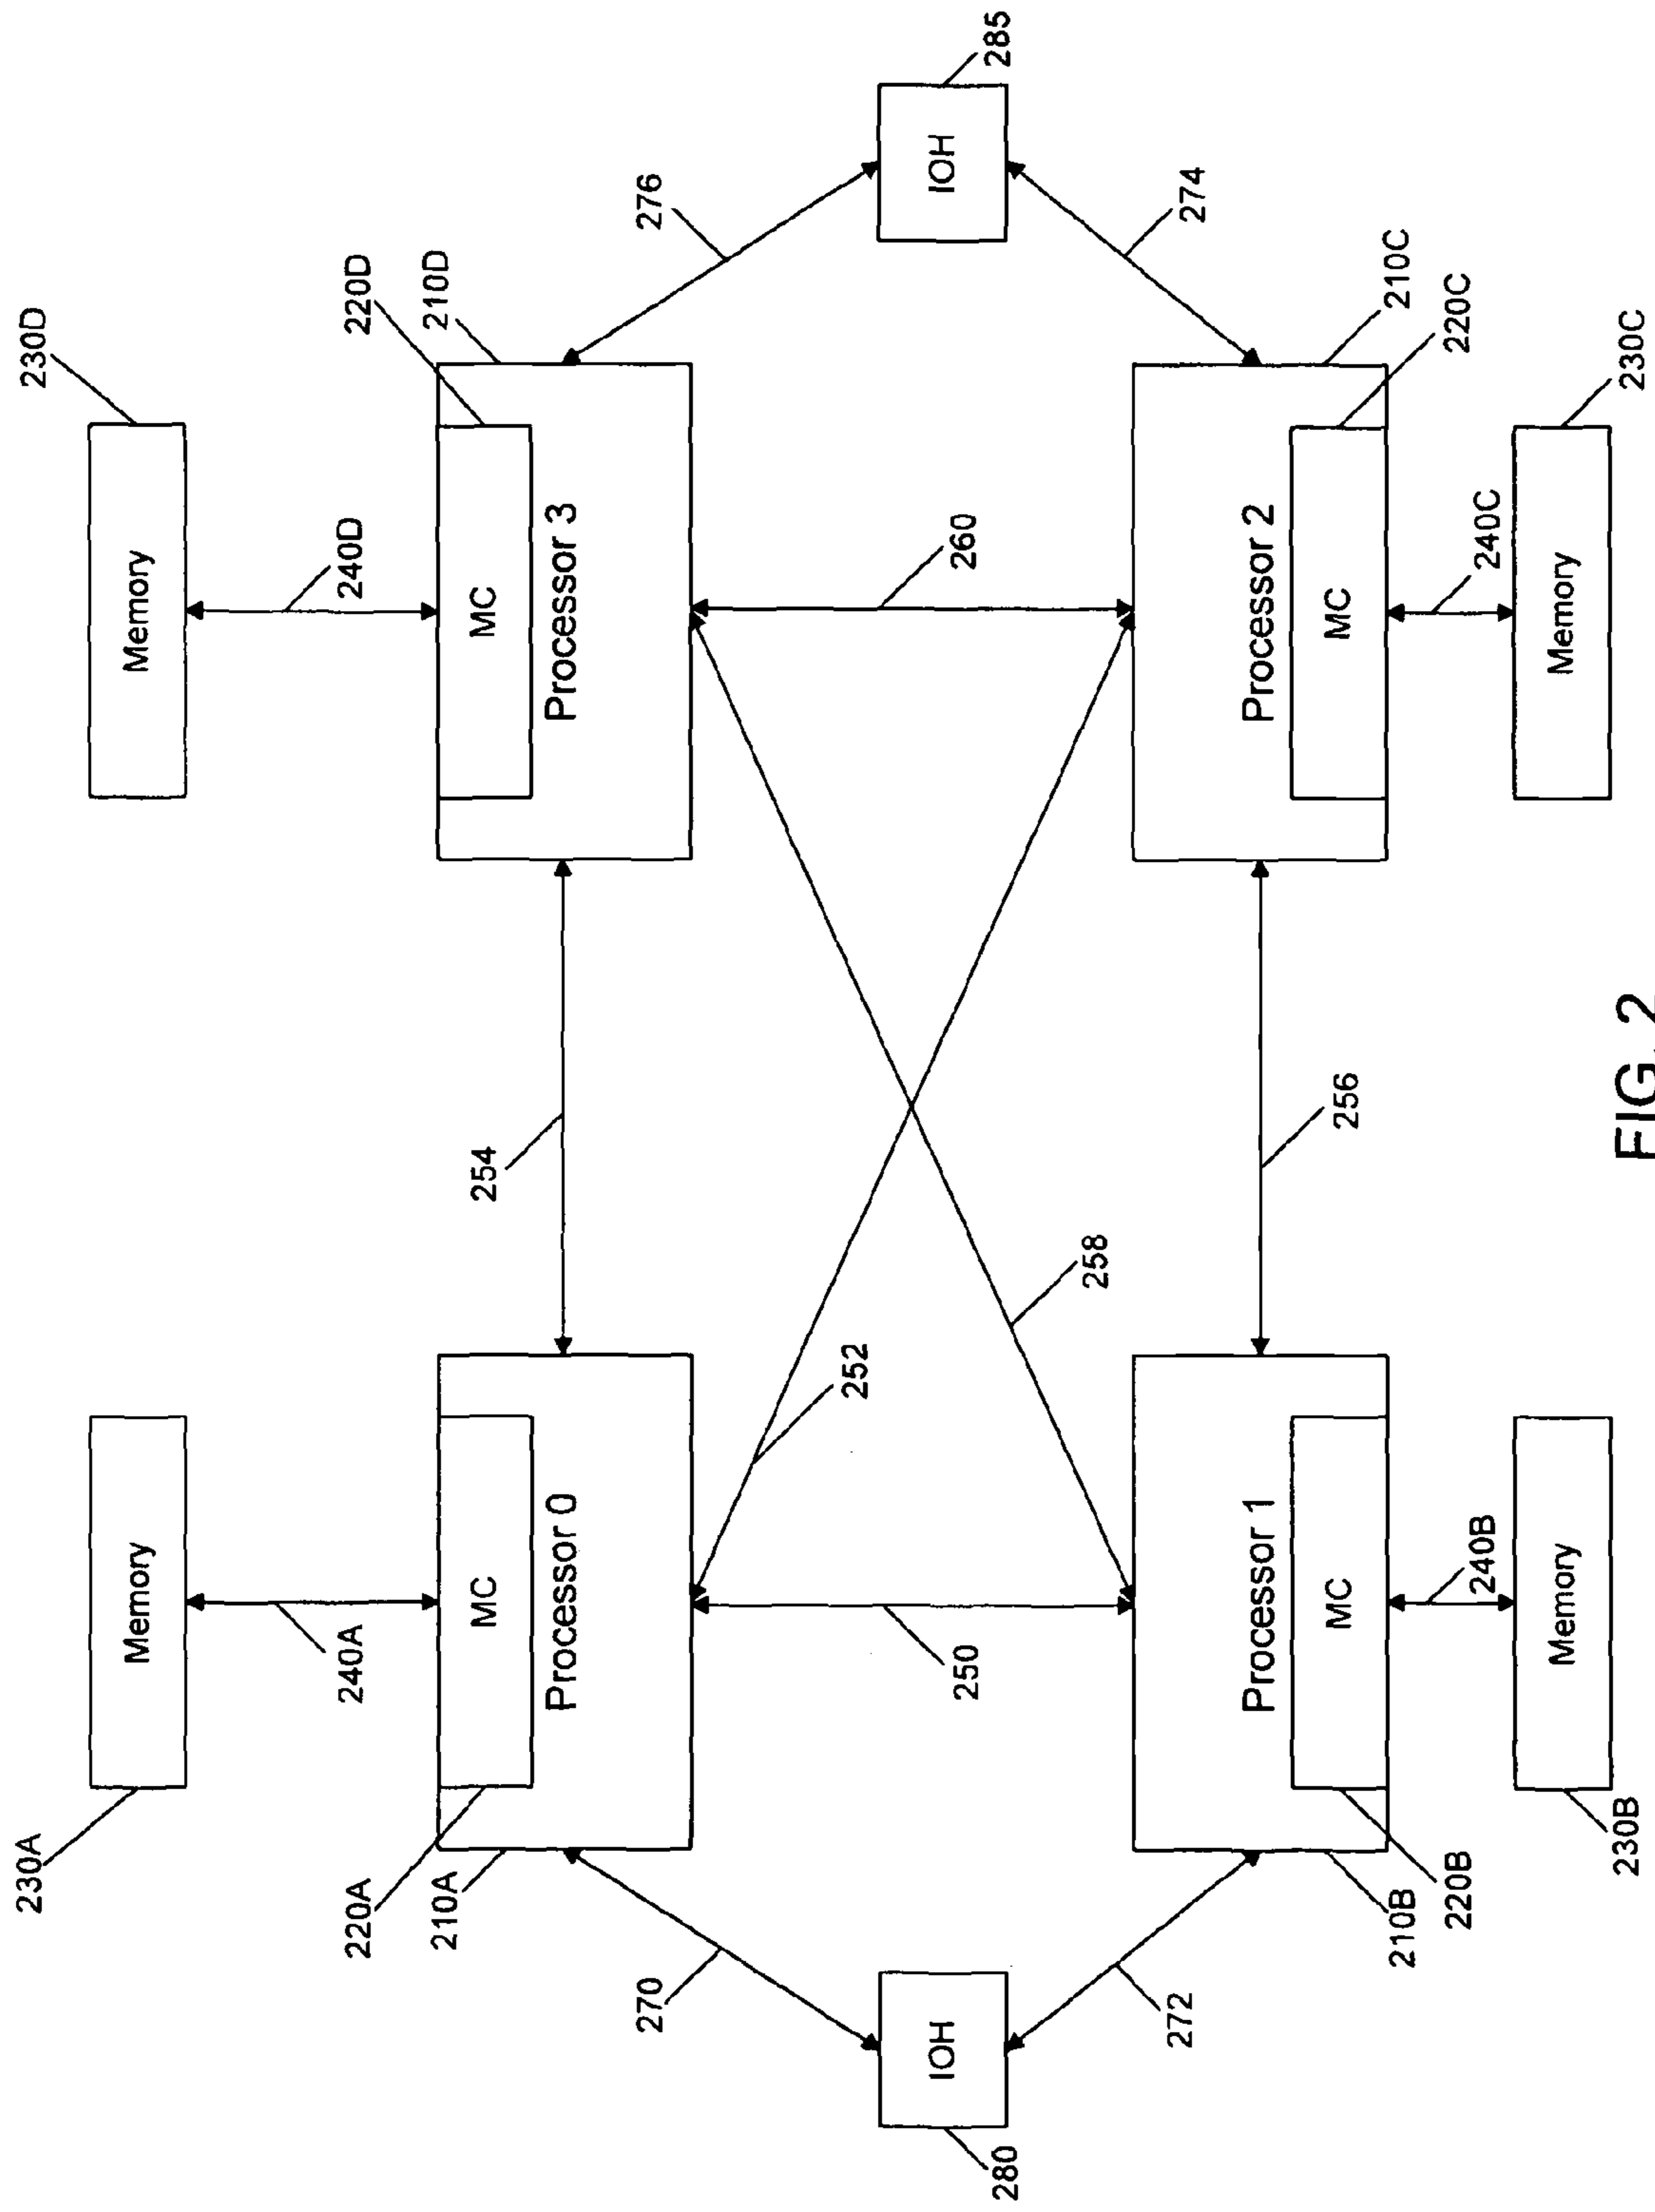 230A
230D
Memory
Memory
240A
240D
220A
220D
210A
210D
MC
MC
Processor 0
Processor 3
254
270
276
252
280
IOH
250
260
IOH
285
258
272
274
Processor 1
Processor 2
256
MC
MC
210B
210C
220B
220C
240B
240C
Memory
Memory
230B
230C
FIG. 2